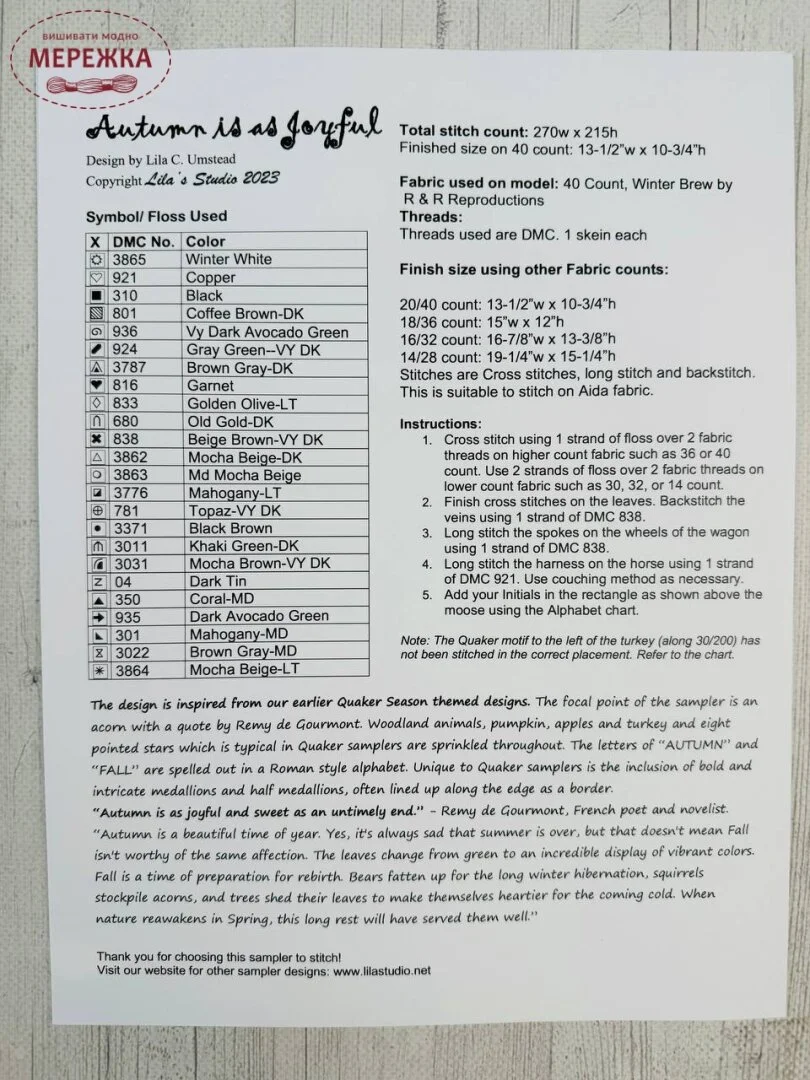 вишивати модно
МЕРЕЖКА
Autumn is as Joyful
Design by Lila C. Umstead
Copyright Lila's Studio 2023
Symbol/ Floss Used
X DMC No. Color
3865 Winter White
921 Copper
310 Black
801 Coffee Brown-DK
936 Vy Dark Avocado Green
924 Gray Green--VY DK
3787 Brown Gray-DK
816 Garnet
833 Golden Olive-LT
680 Old Gold-DK
838 Beige Brown-VY DK
3862 Mocha Beige-DK
3863 Md Mocha Beige
3776 Mahogany-LT
781 Topaz-VY DK
3371 Black Brown
3011 Khaki Green-DK
3031 Mocha Brown-VY DK
04 Dark Tin
350 Coral-MD
935 Dark Avocado Green
301 Mahogany-MD
3022 Brown Gray-MD
3864 Mocha Beige-LT
Total stitch count: 270w x 215h
Finished size on 40 count: 13-1/2"w x 10-3/4"h
Fabric used on model: 40 Count, Winter Brew by
R & R Reproductions
Threads:
Threads used are DMC. 1 skein each
Finish size using other Fabric counts:
20/40 count: 13-1/2"w x 10-3/4"h
18/36 count: 15"w x 12"h
16/32 count: 16-7/8"w x 13-3/8"h
14/28 count: 19-1/4"w x 15-1/4"h
Stitches are Cross stitches, long stitch and backstitch.
This is suitable to stitch on Aida fabric.
Instructions:
1. Cross stitch using 1 strand of floss over 2 fabric
threads on higher count fabric such as 36 or 40
count. Use 2 strands of floss over 2 fabric threads on
lower count fabric such as 30, 32, or 14 count.
2. Finish cross stitches on the leaves. Backstitch the
veins using 1 strand of DMC 838.
3. Long stitch the spokes on the wheels of the wagon
using 1 strand of DMC 838.
4. Long stitch the harness on the horse using 1 strand
of DMC 921. Use couching method as necessary.
5. Add your Initials in the rectangle as shown above the
moose using the Alphabet chart.
Note: The Quaker motif to the left of the turkey (along 30/200) has
not been stitched in the correct placement. Refer to the chart.
The design is inspired from our earlier Quaker Season themed designs. The focal point of the sampler is an
acorn with a quote by Remy de Gourmont. Woodland animals, pumpkin, apples and turkey and eight
pointed stars which is typical in Quaker samplers are sprinkled throughout. The letters of "AUTUMN" and
"FALL" are spelled out in a Roman style alphabet. Unique to Quaker samplers is the inclusion of bold and
intricate medallions and half medallions, often lined up along the edge as a border.
"Autumn is as joyful and sweet as an untimely end." - Remy de Gourmont, French poet and novelist.
"Autumn is a beautiful time of year. Yes, it's always sad that summer is over, but that doesn't mean Fall
isn't worthy of the same affection. The leaves change from green to an incredible display of vibrant colors.
Fall is a time of preparation for rebirth. Bears fatten up for the long winter hibernation, squirrels
stockpile acorns, and trees shed their leaves to make themselves heartier for the coming cold. When
nature reawakens in Spring, this long rest will have served them well."
Thank you for choosing this sampler to stitch!
Visit our website for other sampler designs: www.lilastudio.net